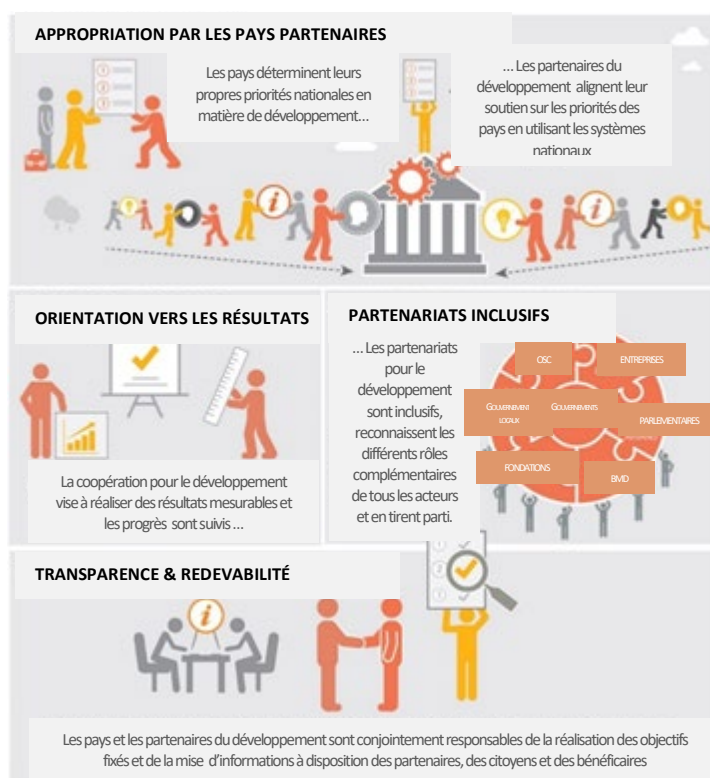 APPROPRIATION PAR LES PAYS PARTENAIRES
Les pays déterminent leurs
propres priorités nationales en
matière de développement...
... Les partenaires du
développement alignent leur
soutien sur les priorités des
pays en utilisant les systèmes
nationaux
ORIENTATION VERS LES RÉSULTATS
La coopération pour le développement
vise à réaliser des résultats mesurables et
les progrès sont suivis ...
PARTENARIATS INCLUSIFS
... Les partenariats
pour le
développement
sont inclusifs,
reconnaissent les
différents rôles
complémentaires
de tous les acteurs
et en tirent parti.
OSC
ENTREPRISES
GOUVERNEMENT
LOCAUX
GOUVERNEMENTS
PARLEMENTAIRES
FONDATIONS
BMD
TRANSPARENCE & REDEVABILITÉ
Les pays et les partenaires du développement sont conjointement responsables de la réalisation des objectifs
fixés et de la mise d'informations à disposition des partenaires, des citoyens et des bénéficiaires